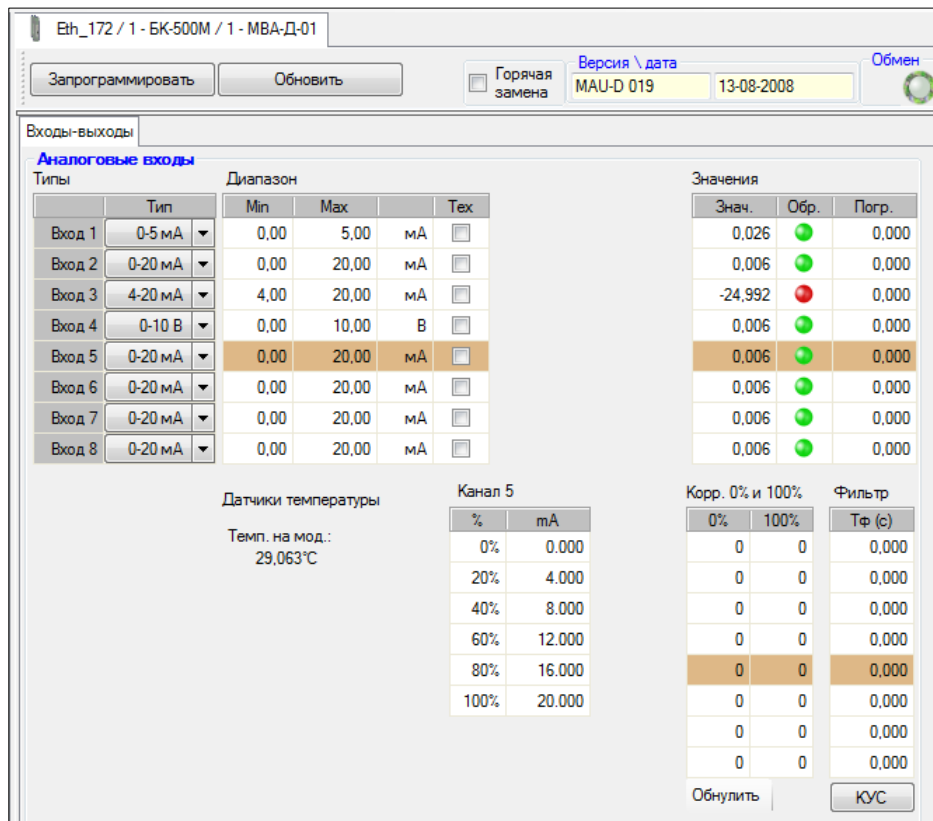 Eth_172 / 1 - БК-500М / 1 - МВА-Д-01
Запрограммировать Обновить Горячая замена Версия \ дата MAU-D 019 13-08-2008 Обмен
Входы-выходы
Аналоговые входы
Типы Диапазон Значения
Тип Min Max Тех Знач. Обр. Погр.
Вход 1 0-5 мА 0,00 5,00 мА 0,026 0,000
Вход 2 0-20 мА 0,00 20,00 мА 0,006 0,000
Вход 3 4-20 мА 4,00 20,00 мА -24,992 0,000
Вход 4 0-10 В 0,00 10,00 В 0,006 0,000
Вход 5 0-20 мА 0,00 20,00 мА 0,006 0,000
Вход 6 0-20 мА 0,00 20,00 мА 0,006 0,000
Вход 7 0-20 мА 0,00 20,00 мА 0,006 0,000
Вход 8 0-20 мА 0,00 20,00 мА 0,006 0,000
Датчики температуры
Темп. на мод.:
29,063°C
Канал 5 Корр. 0% и 100% Фильтр
% mA 0% 100% Тф (с)
0% 0.000 0 0 0,000
20% 4.000 0 0 0,000
40% 8.000 0 0 0,000
60% 12.000 0 0 0,000
80% 16.000 0 0 0,000
100% 20.000 0 0 0,000
0 0 0,000
0 0 0,000
Обнулить КУС